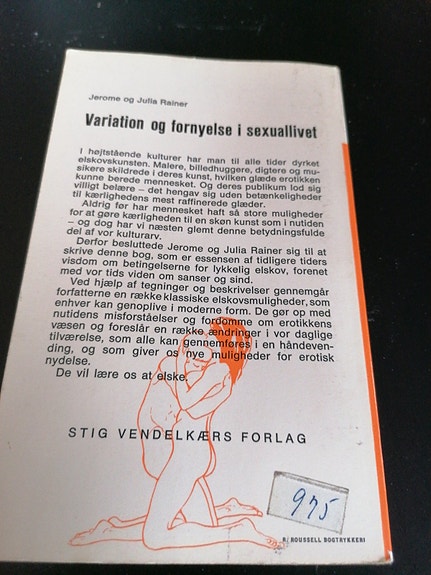 Jerome og Julia Rainer
Variation og fornyelse i sexuallivet
I højtstående kulturer har man til alle tider dyrket
elskovskunsten. Malere, billedhuggere, digtere og mu-
sikere skildrede i deres kunst, hvilken glæde erotikken
kunne berede mennesket. Og deres publikum lod sig
villigt belære – det hengav sig uden betænkeligheder
til kærlighedens mest raffinerede glæder.
Aldrig før har mennesket haft så store muligheder
for at gøre kærligheden til en skøn kunst som i nutiden
– og dog har vi næsten glemt denne betydningsfulde
del af vor kulturarv.
Derfor besluttede Jerome og Julia Rainer sig til at
skrive denne bog, som er essensen af tidligere tiders
visdom om betingelserne for lykkelig elskov, forenet
med vor tids viden om sanser og sind.
Ved hjælp af tegninger og beskrivelser gennemgår
forfatterne en række klassiske elskovsmuligheder, som
enhver kan genoplive i moderne form. De gør op med
nutidens misforståelser og fordomme om erotikkens
væsen og foreslår en række ændringer i vor daglige
tilværelse, som alle kan gennemføres i en håndeven-
ding, og som giver os nye muligheder for erotisk
nydelse.
De vil lære os at elske.
STIG VENDELKÆRS FORLAG
975
R. ROUSSELL BOGTRYKKERI